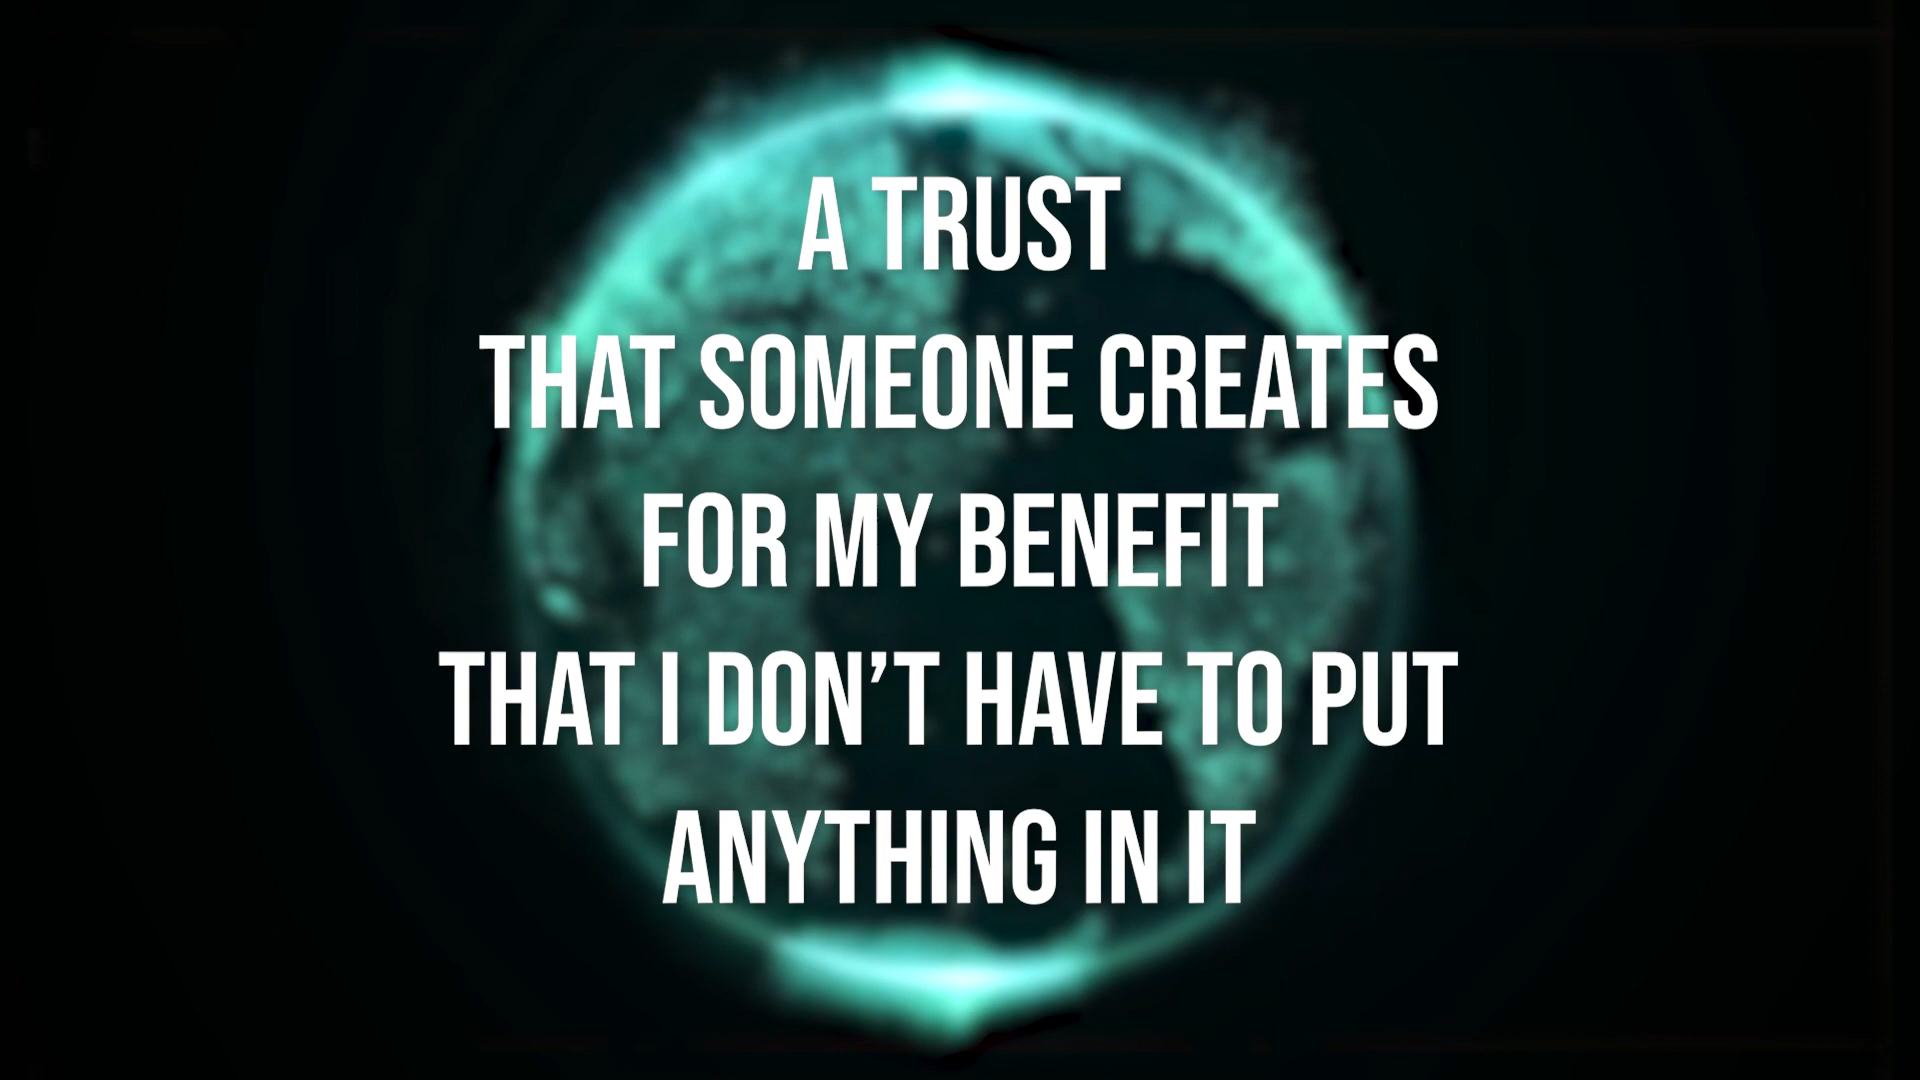 A TRUST
THAT SOMEONE CREATES
FOR MY BENEFIT
THAT I DON’T HAVE TO PUT
ANYTHING IN IT